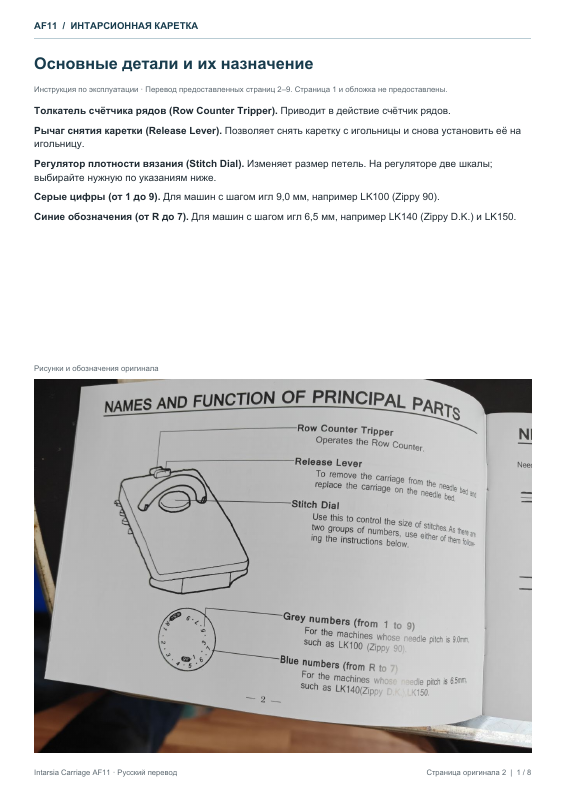 AF11 / ИНТАРСИОННАЯ КАРЕТКА
Основные детали и их назначение
Инструкция по эксплуатации · Перевод предоставленных страниц 2–9. Страница 1 и обложка не предоставлены.
Толкатель счётчика рядов (Row Counter Tripper). Приводит в действие счётчик рядов.
Рычаг снятия каретки (Release Lever). Позволяет снять каретку с игольницы и снова установить её на
игольницу.
Регулятор плотности вязания (Stitch Dial). Изменяет размер петель. На регуляторе две шкалы;
выбирайте нужную по указаниям ниже.
Серые цифры (от 1 до 9). Для машин с шагом игл 9,0 мм, например LK100 (Zippy 90).
Синие обозначения (от R до 7). Для машин с шагом игл 6,5 мм, например LK140 (Zippy D.K.) и LK150.
Рисунки и обозначения оригинала
NAMES AND FUNCTION OF PRINCIPAL PARTS
Row Counter Tripper
Operates the Row Counter.
Release Lever
To remove the carriage from the needle bed and
replace the carriage on the needle bed.
Stitch Dial
Use this to control the size of stitches. As there are
two groups of numbers, use either of them follow-
ing the instructions below.
Grey numbers (from 1 to 9)
For the machines whose needle pitch is 9.0mm,
such as LK100 (Zippy 90).
Blue numbers (from R to 7)
For the machines whose needle pitch is 6.5mm,
such as LK140(Zippy D.K.) LK150.
— 2 —
Intarsia Carriage AF11 · Русский перевод
Страница оригинала 2 | 1 / 8